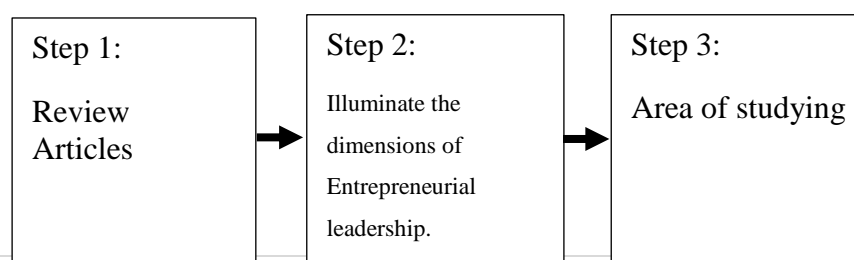 Step 1:
Review
Articles
Step 2:
Illuminate the
dimensions of
Entrepreneurial
leadership.
Step 3:
Area of studying